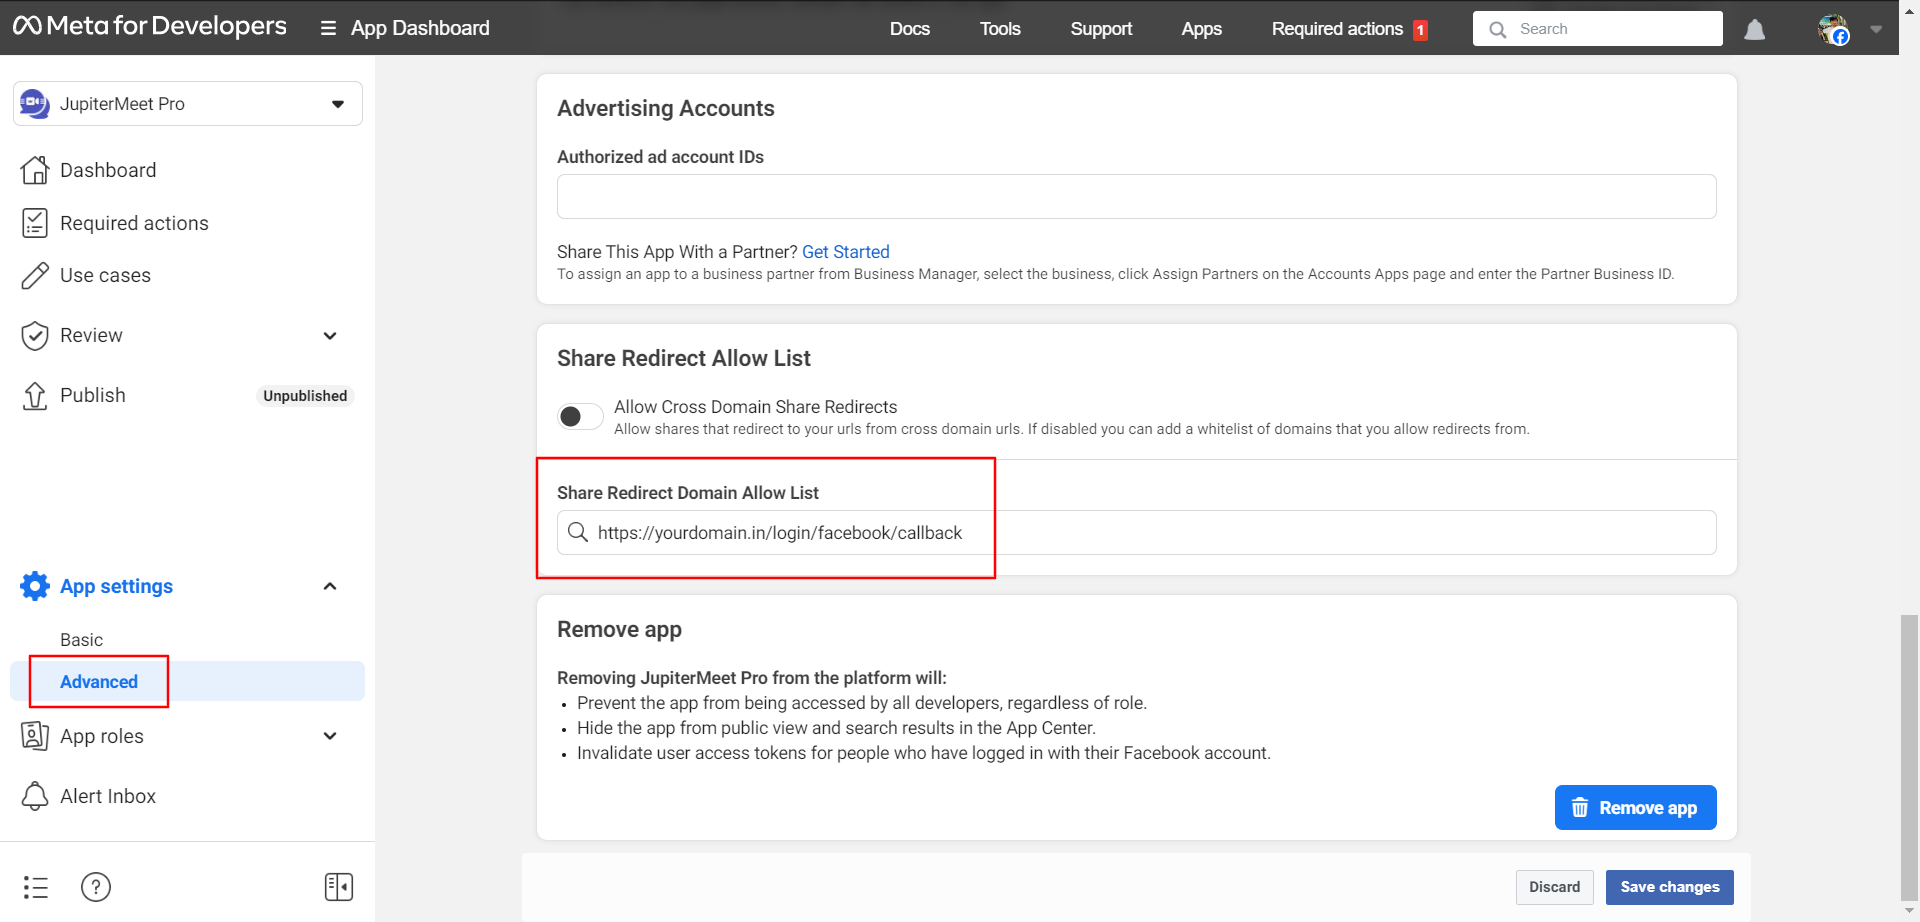 Meta for Developers
App Dashboard
Docs
Tools
Support
Apps
Required actions 1
Search
JupiterMeet Pro
Dashboard
Required actions
Use cases
Review
Publish
Unpublished
App settings
Basic
Advanced
App roles
Alert Inbox
?
Advertising Accounts
Authorized ad account IDs
Share This App With a Partner? Get Started
To assign an app to a business partner from Business Manager, select the business, click Assign Partners on the Accounts Apps page and enter the Partner Business ID.
Share Redirect Allow List
Allow Cross Domain Share Redirects
Allow shares that redirect to your urls from cross domain urls. If disabled you can add a whitelist of domains that you allow redirects from.
Share Redirect Domain Allow List
https://yourdomain.in/login/facebook/callback
Remove app
Removing JupiterMeet Pro from the platform will:
• Prevent the app from being accessed by all developers, regardless of role.
• Hide the app from public view and search results in the App Center.
• Invalidate user access tokens for people who have logged in with their Facebook account.
Remove app
Discard
Save changes